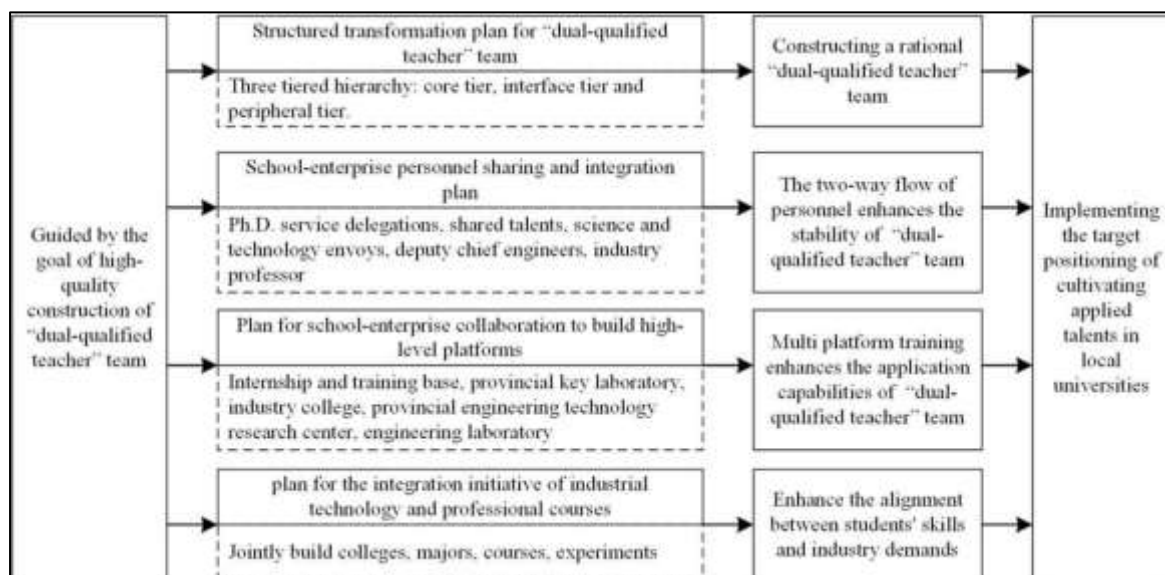 Guided by the
goal of high-
quality
construction of
“dual-qualified
teacher” team
Structured transformation plan for “dual-qualified
teacher” team
Three tiered hierarchy: core tier, interface tier and
peripheral tier.
Constructing a rational
“dual-qualified teacher”
team
School-enterprise personnel sharing and integration
plan
Ph.D. service delegations, shared talents, science and
technology envoys, deputy chief engineers, industry
professor
The two-way flow of
personnel enhances the
stability of “dual-
qualified teacher” team
Plan for school-enterprise collaboration to build high-
level platforms
Internship and training base, provincial key laboratory,
industry college, provincial engineering technology
research center, engineering laboratory
Multi platform training
enhances the application
capabilities of “dual-
qualified teacher” team
plan for the integration initiative of industrial
technology and professional courses
Jointly build colleges, majors, courses, experiments
Enhance the alignment
between students' skills
and industry demands
Implementing
the target
positioning of
cultivating
applied
talents in
local
universities